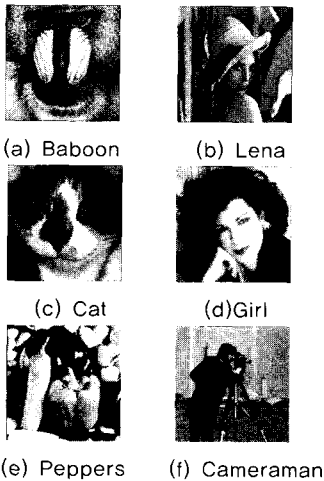 (a) Baboon
(b) Lena
(c) Cat
(d)Girl
(e) Peppers
(f) Cameraman